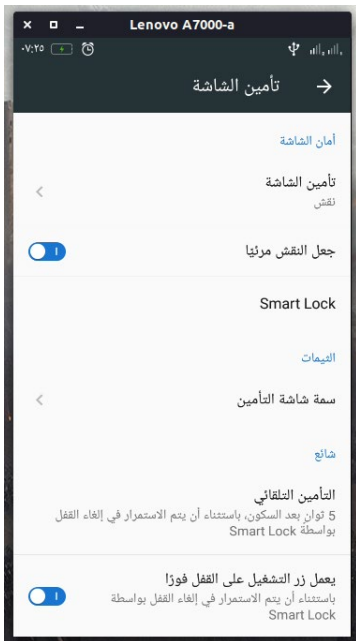 Lenovo A7000-a
٠٧:٢٥
تأمين الشاشة
أمان الشاشة
تأمين الشاشة
نقش
جعل النقش مرئيًا
Smart Lock
الثيمات
سمة شاشة التأمين
شائع
التأمين التلقائي
5 ثوانٍ بعد السكون، باستثناء أن يتم الاستمرار في إلغاء القفل
بواسطة Smart Lock
يعمل زر التشغيل على القفل فورًا
باستثناء أن يتم الاستمرار في إلغاء القفل بواسطة
Smart Lock